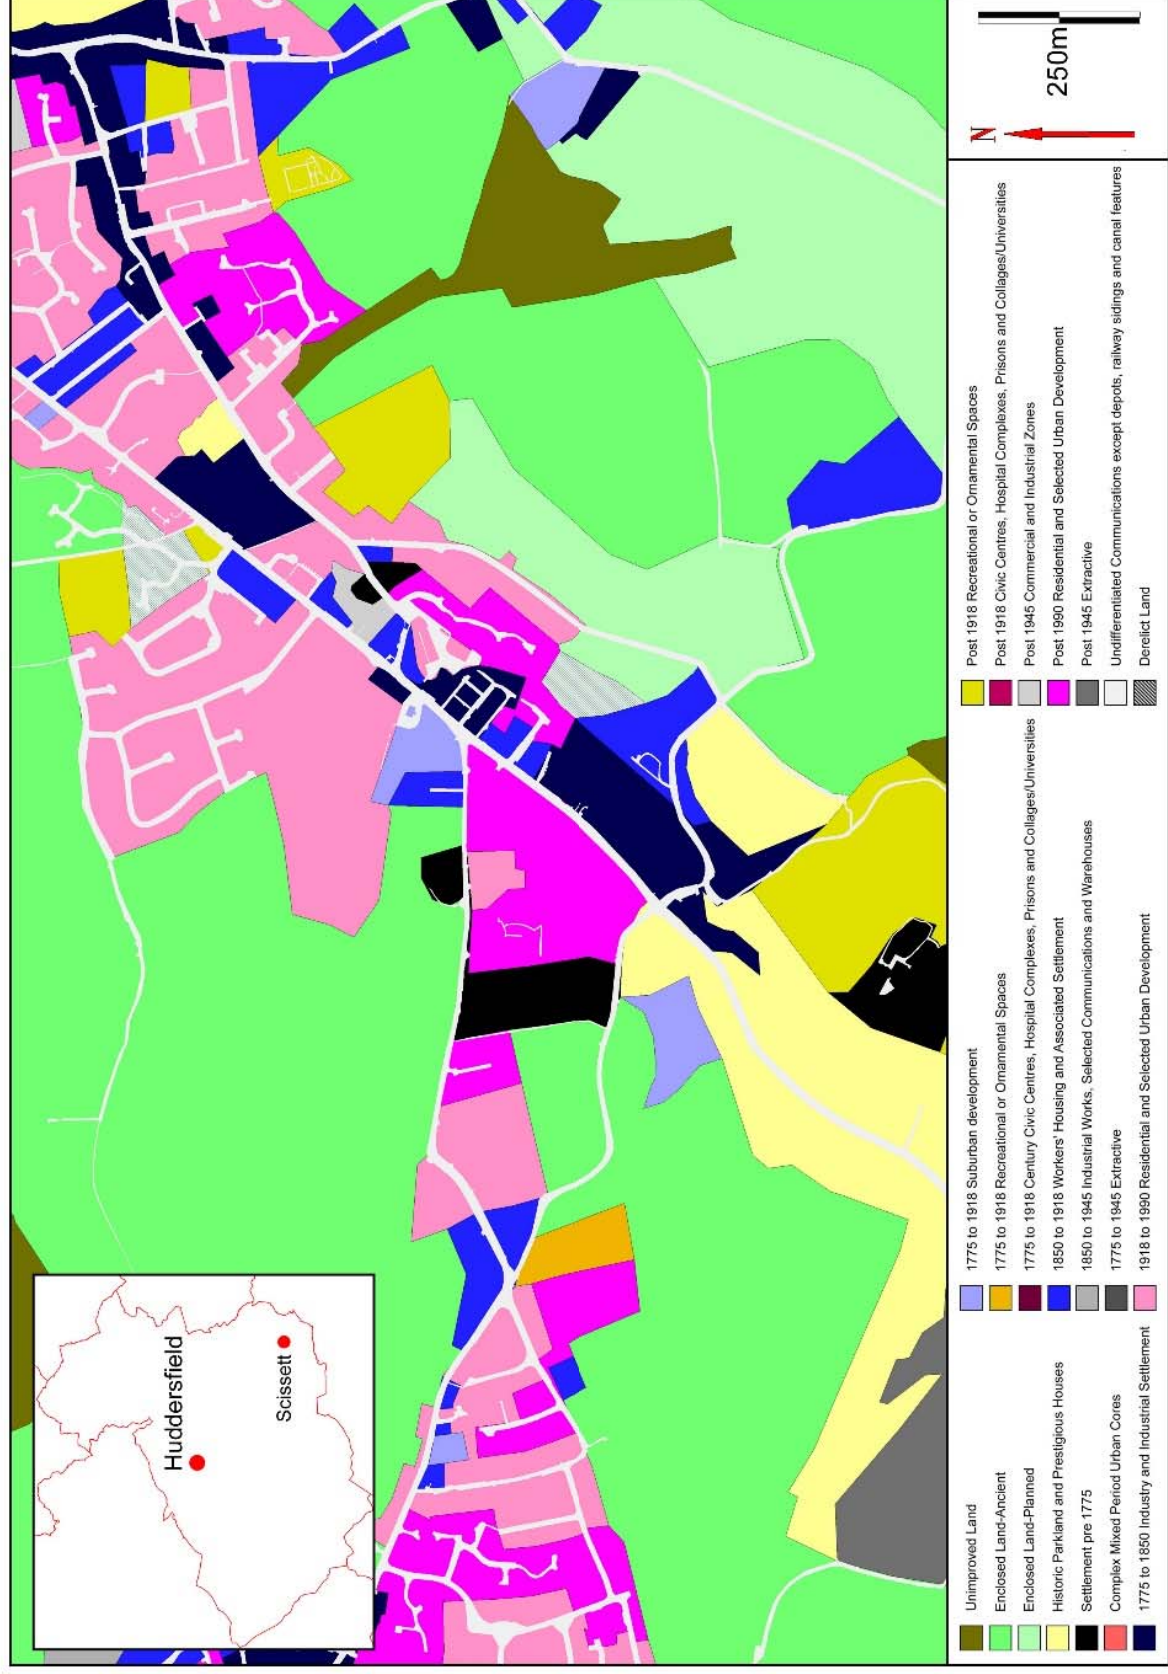 Huddersfield
Scissett
Unimproved Land
Enclosed Land-Ancient
Enclosed Land-Planned
Historic Parkland and Prestigious Houses
Settlement pre 1775
Complex Mixed Period Urban Cores
1775 to 1850 Industry and Industrial Settlement
1775 to 1918 Suburban development
1775 to 1918 Recreational or Ornamental Spaces
1775 to 1918 Century Civic Centres, Hospital Complexes, Prisons and Collages/Universities
1850 to 1918 Workers' Housing and Associated Settlement
1850 to 1945 Industrial Works, Selected Communications and Warehouses
1775 to 1945 Extractive
1918 to 1990 Residential and Selected Urban Development
Post 1918 Recreational or Ornamental Spaces
Post 1918 Civic Centres, Hospital Complexes, Prisons and Collages/Universities
Post 1945 Commercial and Industrial Zones
Post 1990 Residential and Selected Urban Development
Post 1945 Extractive
Undifferentiated Communications except depots, railway sidings and canal features
Derelict Land
N
250m